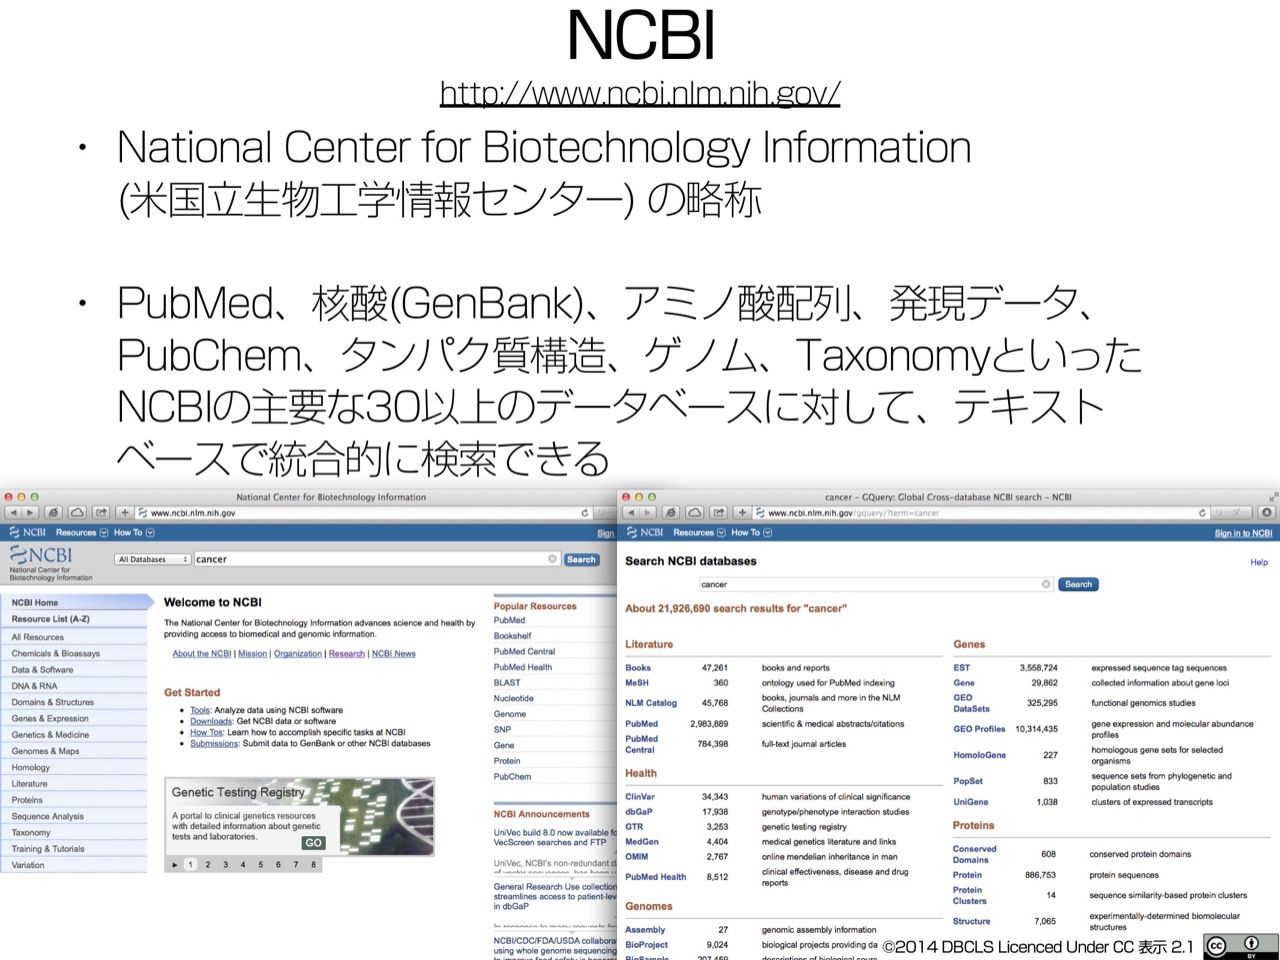 NCBI
http://www.ncbi.nlm.nih.gov/
・ National Center for Biotechnology Information
(米国立生物工学情報センター) の略称
・ PubMed、核酸(GenBank)、アミノ酸配列、発現データ、
PubChem、タンパク質構造、ゲノム、Taxonomyといった
NCBIの主要な30以上のデータベースに対して、テキスト
ベースで統合的に検索できる
National Center for Biotechnology Information
www.ncbi.nlm.nih.gov
NCBI Resources How To Sign
NCBI
National Center for
Biotechnology Information
All Databases cancer Search
NCBI Home
Resource List (A-Z)
All Resources
Chemicals & Bioassays
Data & Software
DNA & RNA
Domains & Structures
Genes & Expression
Genetics & Medicine
Genomes & Maps
Homology
Literature
Proteins
Sequence Analysis
Taxonomy
Training & Tutorials
Variation
Welcome to NCBI
The National Center for Biotechnology Information advances science and health by
providing access to biomedical and genomic information.
About the NCBI | Mission | Organization | Research | NCBI News
Get Started
• Tools: Analyze data using NCBI software
• Downloads: Get NCBI data or software
• How Tos: Learn how to accomplish specific tasks at NCBI
• Submissions: Submit data to GenBank or other NCBI databases
Genetic Testing Registry
A portal to clinical genetics resources
with detailed information about genetic
tests and laboratories.
GO
1 2 3 4 5 6 7 8
Popular Resources
PubMed
Bookshelf
PubMed Central
PubMed Health
BLAST
Nucleotide
Genome
SNP
Gene
Protein
PubChem
NCBI Announcements
UniVec build 8.0 now available fo
VecScreen searches and FTP
UniVec, NCBI's non-redundant d
General Research Use collection
streamlines access to patient-lev
in dbGaP
NCBI/CDC/FDA/USDA collabora
using whole genome sequencing
cancer – GQuery: Global Cross-database NCBI search – NCBI
www.ncbi.nlm.nih.gov/gquery/?term=cancer リーダー
NCBI Resources How To Sign in to NCBI
Search NCBI databases Help
cancer Search
About 21,926,690 search results for "cancer"
Literature
Books 47,261 books and reports
MeSH 360 ontology used for PubMed indexing
NLM Catalog 45,768 books, journals and more in the NLM
Collections
PubMed 2,983,889 scientific & medical abstracts/citations
PubMed
Central 784,398 full-text journal articles
Health
ClinVar 34,343 human variations of clinical significance
dbGaP 17,938 genotype/phenotype interaction studies
GTR 3,253 genetic testing registry
MedGen 4,404 medical genetics literature and links
OMIM 2,767 online mendelian inheritance in man
PubMed Health 8,512 clinical effectiveness, disease and drug
reports
Genomes
Assembly 27 genomic assembly information
BioProject 9,024 biological projects providing da
Genes
EST 3,558,724 expressed sequence tag sequences
Gene 29,862 collected information about gene loci
GEO
DataSets 325,295 functional genomics studies
GEO Profiles 10,314,435 gene expression and molecular abundance
profiles
HomoloGene 227 homologous gene sets for selected
organisms
PopSet 833 sequence sets from phylogenetic and
population studies
UniGene 1,038 clusters of expressed transcripts
Proteins
Conserved
Domains 608 conserved protein domains
Protein 886,753 protein sequences
Protein
Clusters 14 sequence similarity-based protein clusters
Structure 7,065 experimentally-determined biomolecular
structures
©2014 DBCLS Licenced Under CC 表示 2.1
CC BY